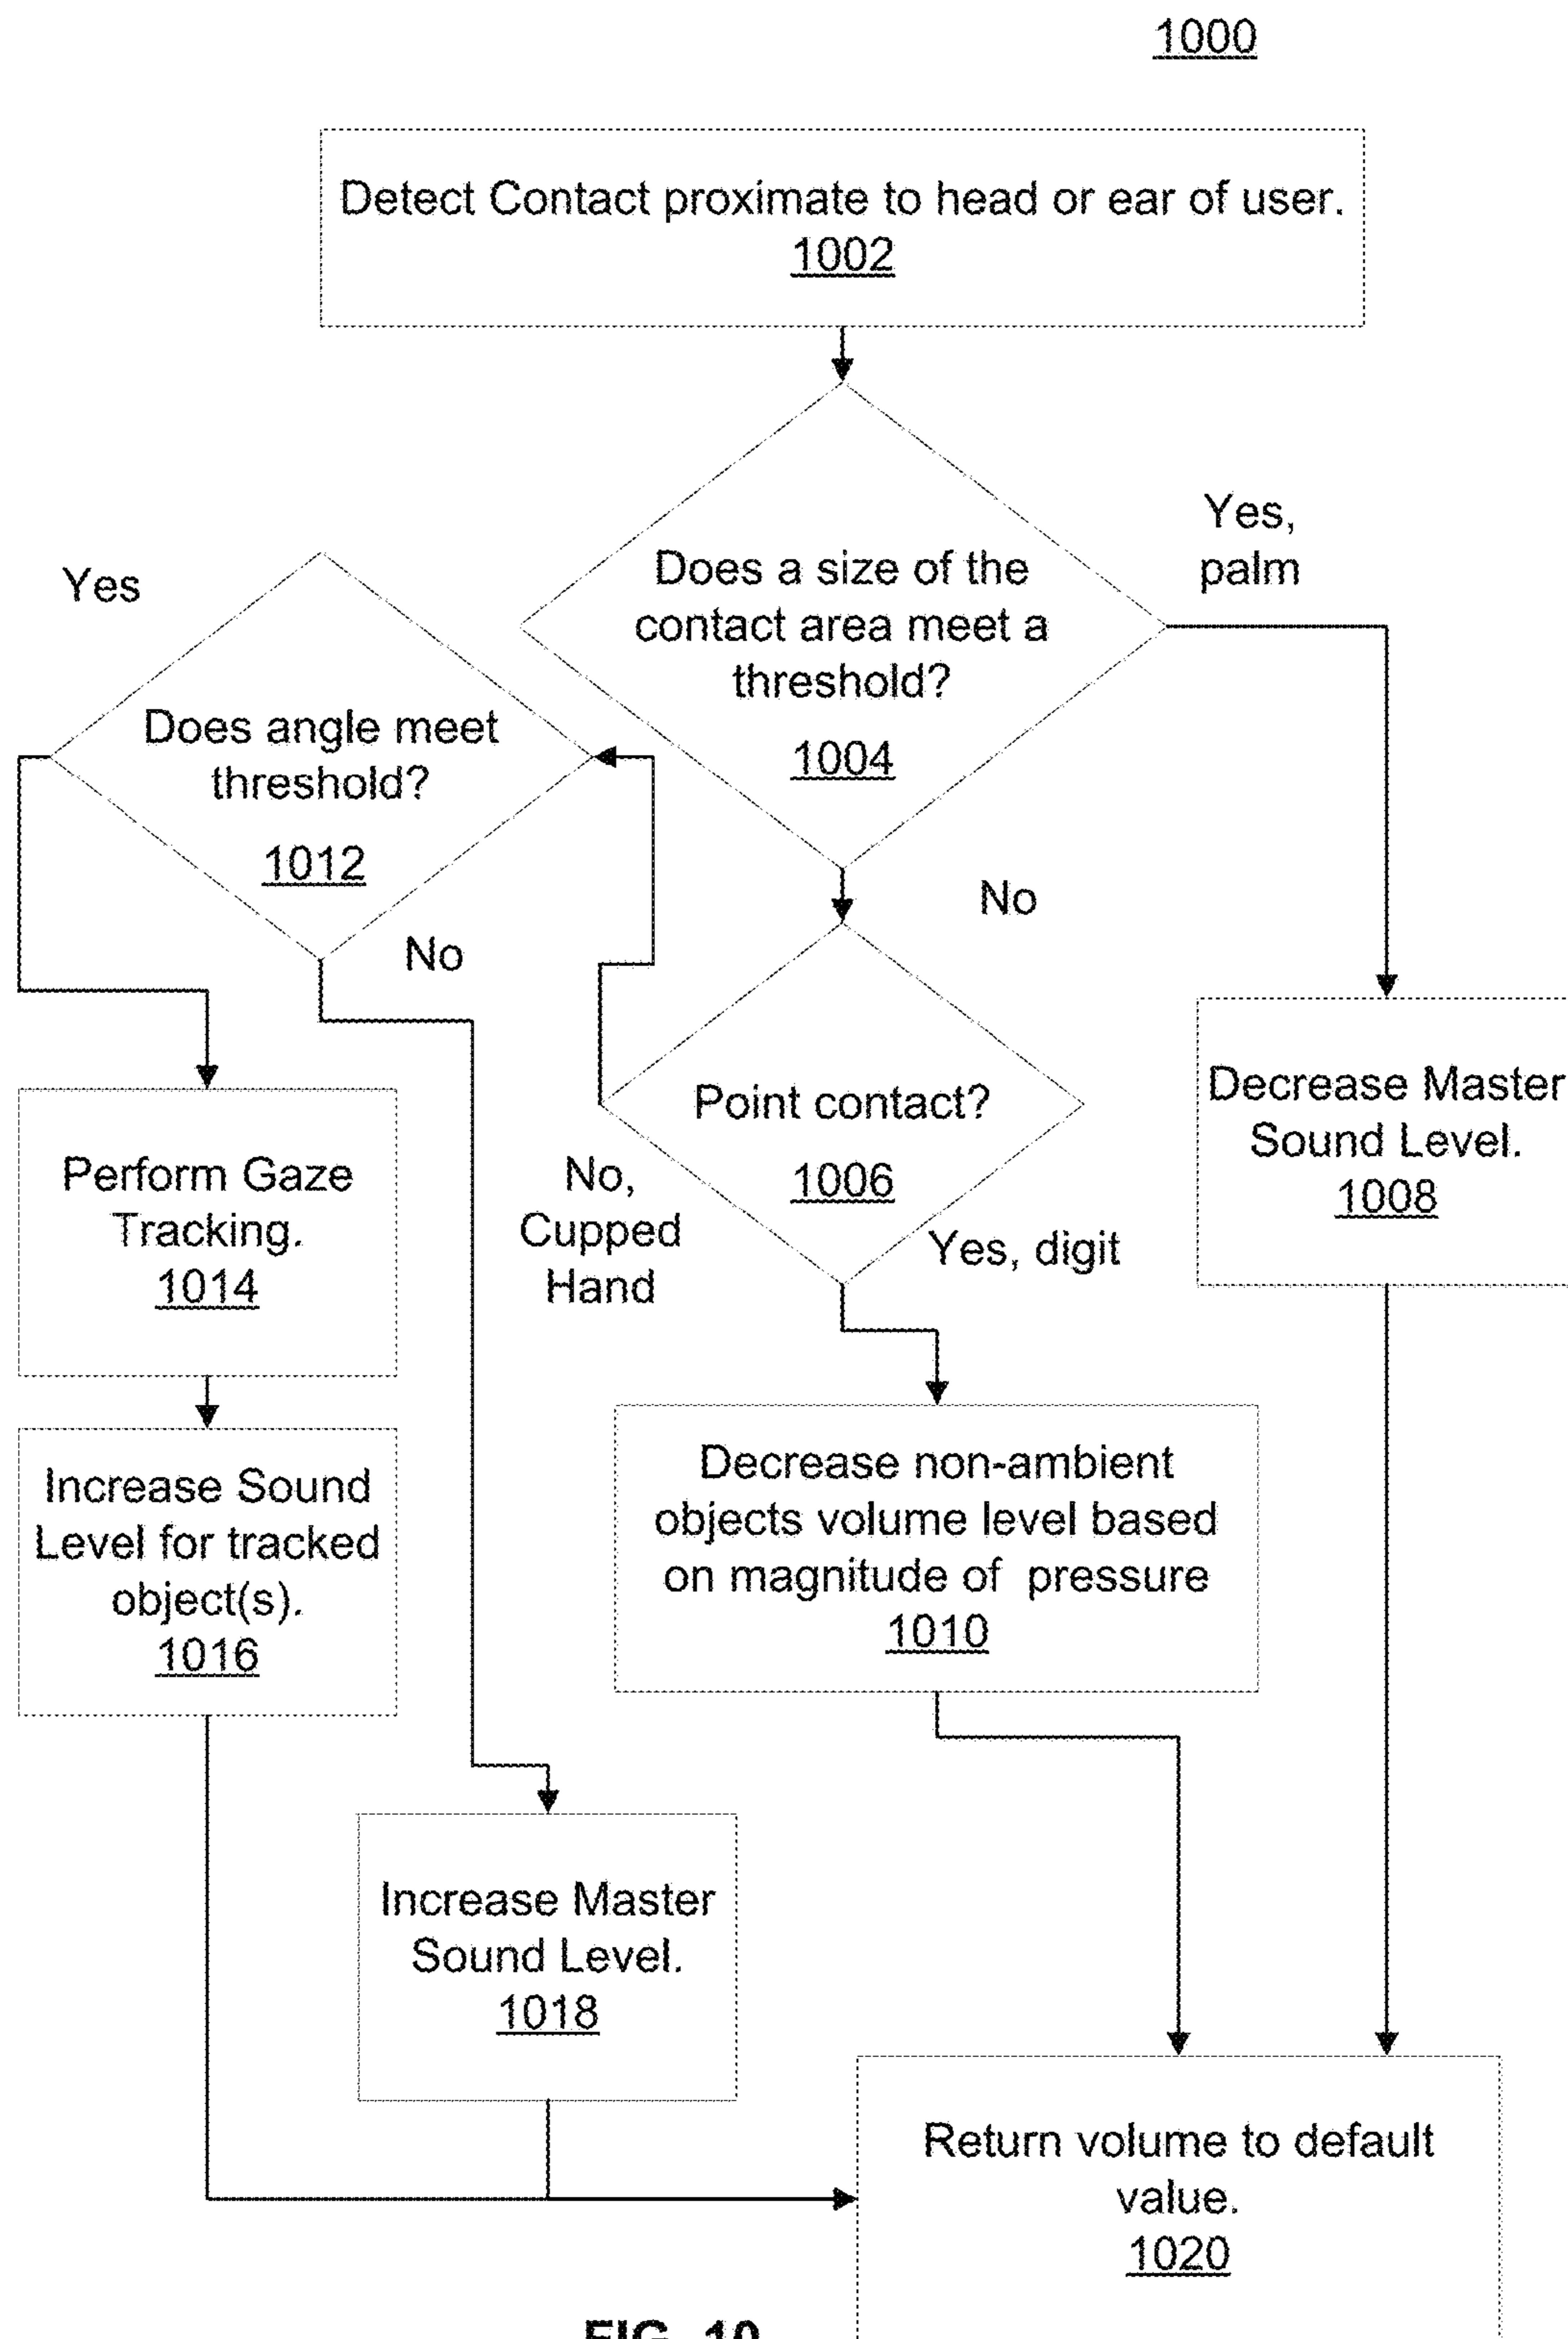 1000
Detect Contact proximate to head or ear of user.
1002
Does a size of the
contact area meet a
threshold?
1004
Yes,
palm
Yes
Does angle meet
threshold?
1012
No
No
Point contact?
1006
No,
Cupped
Hand
Yes, digit
Decrease Master
Sound Level.
1008
Perform Gaze
Tracking.
1014
Increase Sound
Level for tracked
object(s).
1016
Decrease non-ambient
objects volume level based
on magnitude of pressure
1010
Increase Master
Sound Level.
1018
Return volume to default
value.
1020
FIG. 10